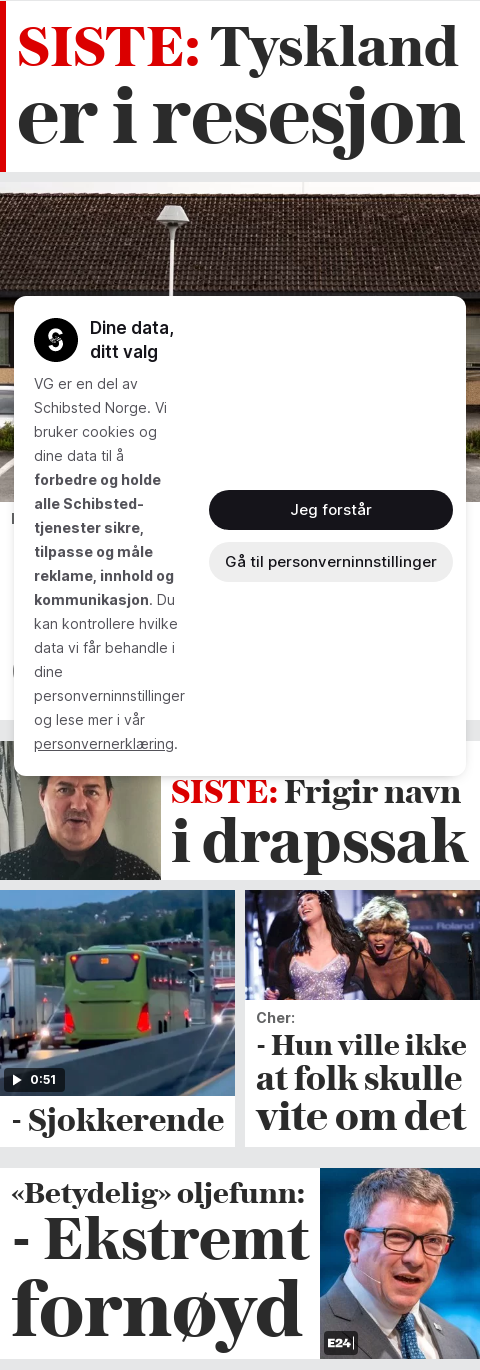 SISTE: Tyskland
er i resesjon
Dine data,
ditt valg
VG er en del av
Schibsted Norge. Vi
bruker cookies og
dine data til å
forbedre og holde
alle Schibsted-
tjenester sikre,
tilpasse og måle
reklame, innhold og
kommunikasjon. Du
kan kontrollere hvilke
data vi får behandle i
dine
personverninnstillinger
og lese mer i vår
personvernerklæring.
Jeg forstår
Gå til personverninnstillinger
SISTE: Frigir navn
i drapssak
0:51
- Sjokkerende
Roland
Cher:
- Hun ville ikke
at folk skulle
vite om det
«Betydelig» oljefunn:
- Ekstremt
fornøyd
E24